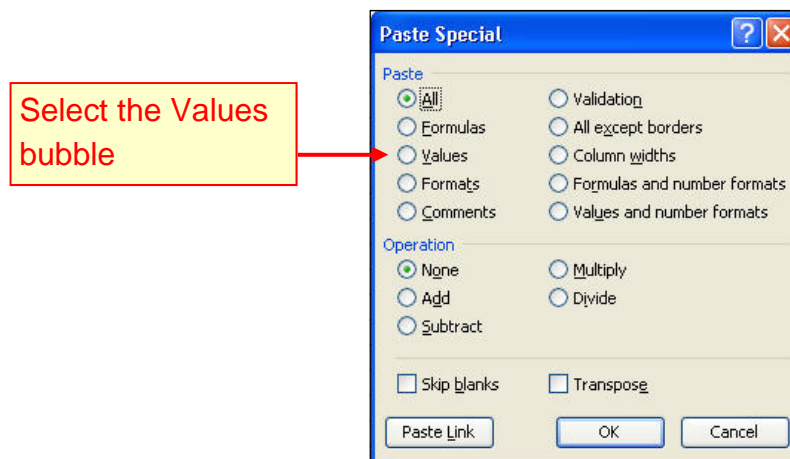 Paste Special
Select the Values
bubble
Paste
All
Validation
Formulas
All except borders
Values
Column widths
Formats
Formulas and number formats
Comments
Values and number formats
Operation
None
Multiply
Add
Divide
Subtract
Skip blanks
Transpose
Paste Link
OK
Cancel